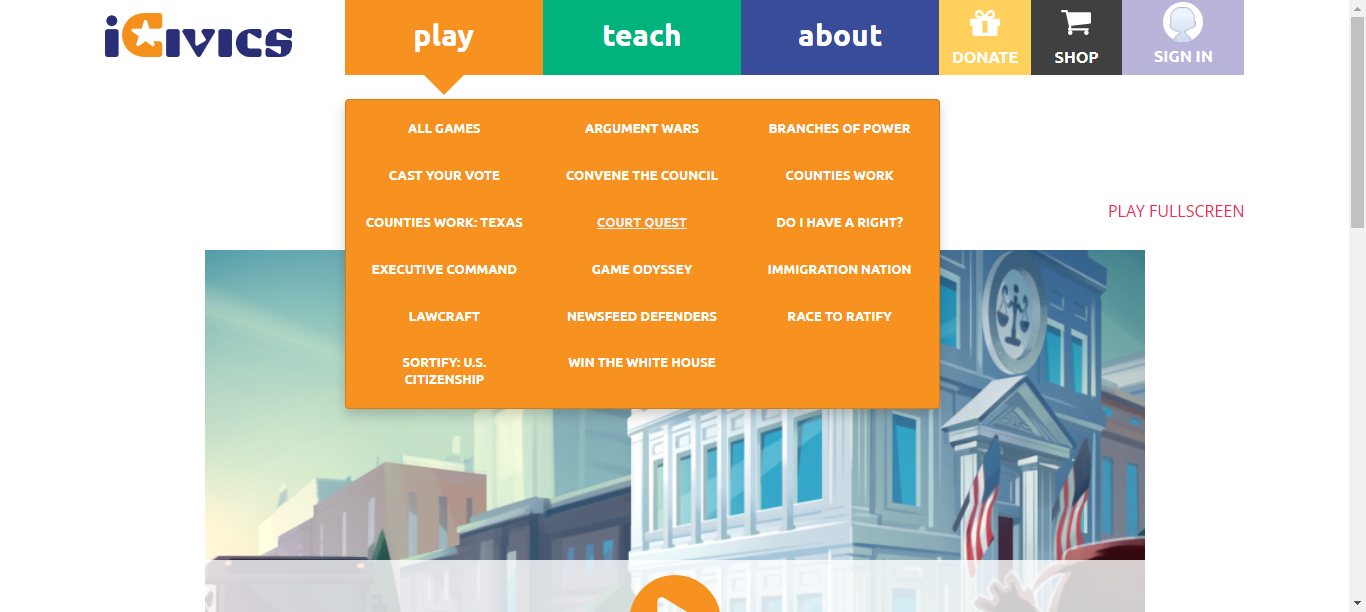 iCivics
play
teach
about
DONATE
SHOP
SIGN IN
ALL GAMES
ARGUMENT WARS
BRANCHES OF POWER
CAST YOUR VOTE
CONVENE THE COUNCIL
COUNTIES WORK
COUNTIES WORK: TEXAS
COURT QUEST
DO I HAVE A RIGHT?
EXECUTIVE COMMAND
GAME ODYSSEY
IMMIGRATION NATION
LAWCRAFT
NEWSFEED DEFENDERS
RACE TO RATIFY
SORTIFY: U.S.
CITIZENSHIP
WIN THE WHITE HOUSE
PLAY FULLSCREEN